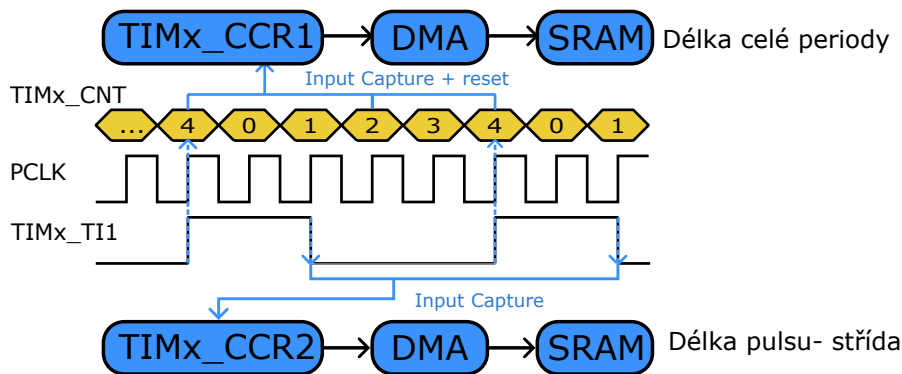 TIMx_CCR1 DMA SRAM Délka celé periody
Input Capture + reset
TIMx_CNT
... 4 0 1 2 3 4 0 1
PCLK
TIMx_TI1
Input Capture
TIMx_CCR2 DMA SRAM Délka pulsu- střída